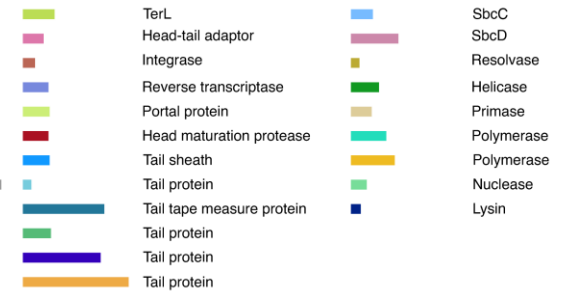 TerL
Head-tail adaptor
Integrase
Reverse transcriptase
Portal protein
Head maturation protease
Tail sheath
Tail protein
Tail tape measure protein
Tail protein
Tail protein
Tail protein
SbcC
SbcD
Resolvase
Helicase
Primase
Polymerase
Polymerase
Nuclease
Lysin